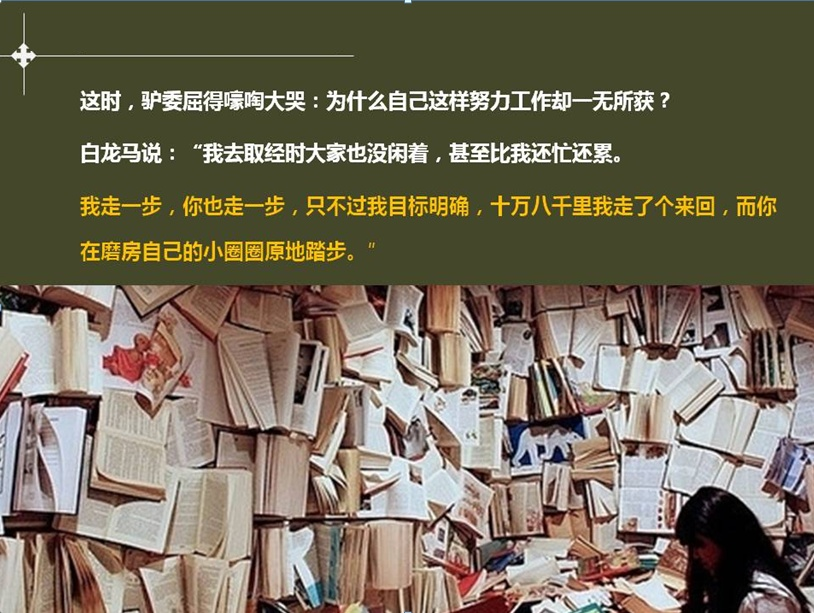 这时，驴委屈得嚎啕大哭：为什么自己这样努力工作却一无所获？
白龙马说：“我去取经时大家也没闲着，甚至比我还忙还累。
我走一步，你也走一步，只不过我目标明确，十万八千里我走了个来回，而你
在磨房自己的小圈圈原地踏步。”